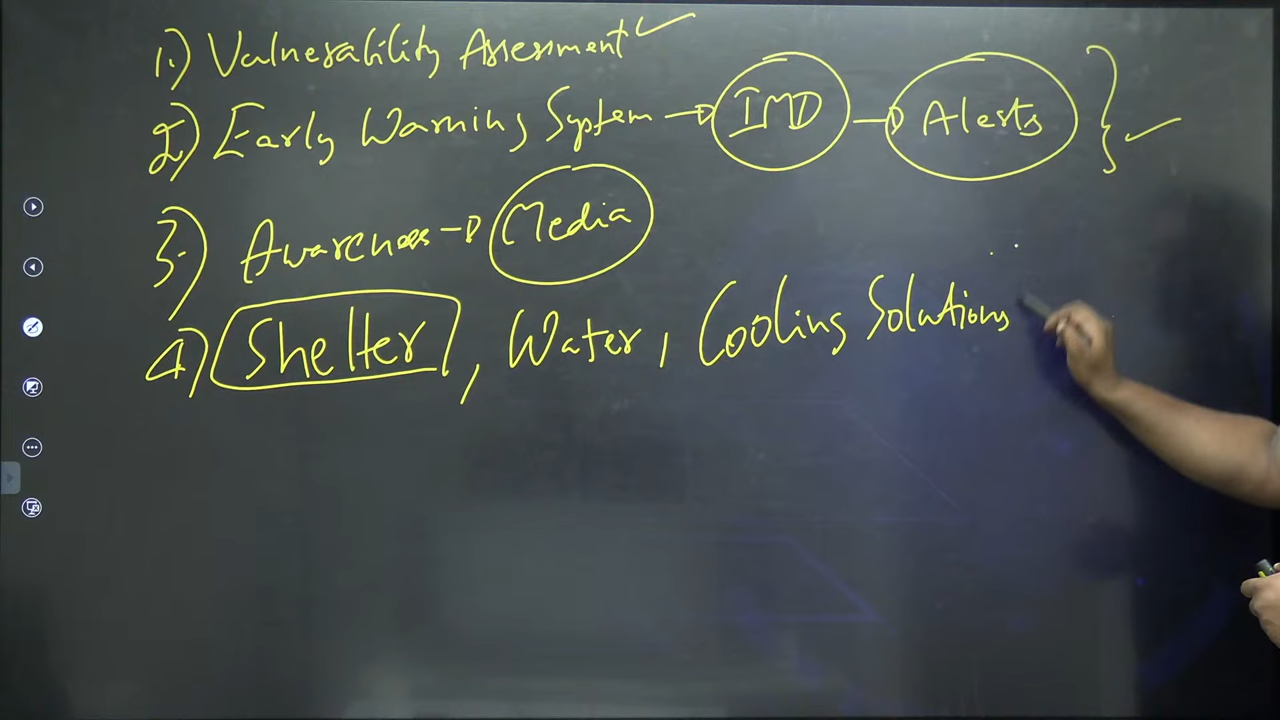 1.) Vulnerability Assessment ✓
2.) Early Warning System → IMD → Alerts } ✓
3.) Awareness → Media
4.) Shelter, Water, Cooling Solutions